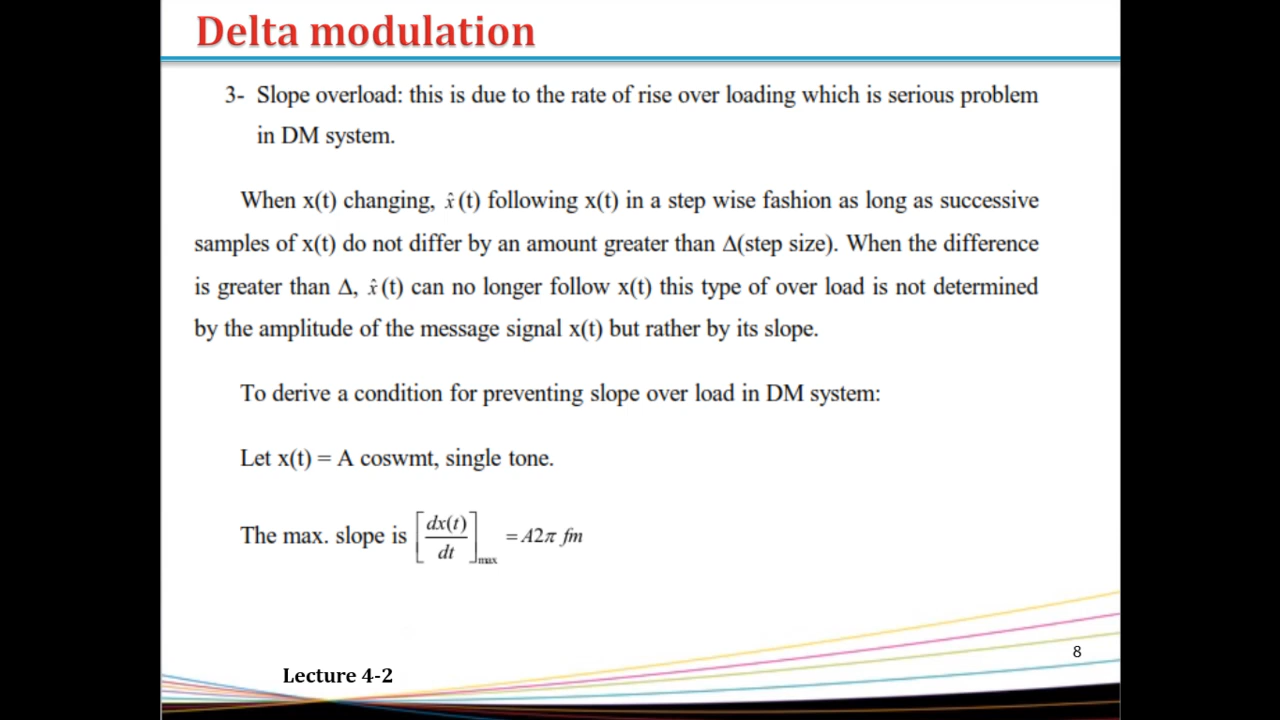 Delta modulation
3- Slope overload: this is due to the rate of rise over loading which is serious problem
in DM system.
When x(t) changing, x̂(t) following x(t) in a step wise fashion as long as successive
samples of x(t) do not differ by an amount greater than Δ(step size). When the difference
is greater than Δ, x̂(t) can no longer follow x(t) this type of over load is not determined
by the amplitude of the message signal x(t) but rather by its slope.
To derive a condition for preventing slope over load in DM system:
Let x(t) = A coswmt, single tone.
The max. slope is [dx(t)/dt]max = A2π fm
8
Lecture 4-2